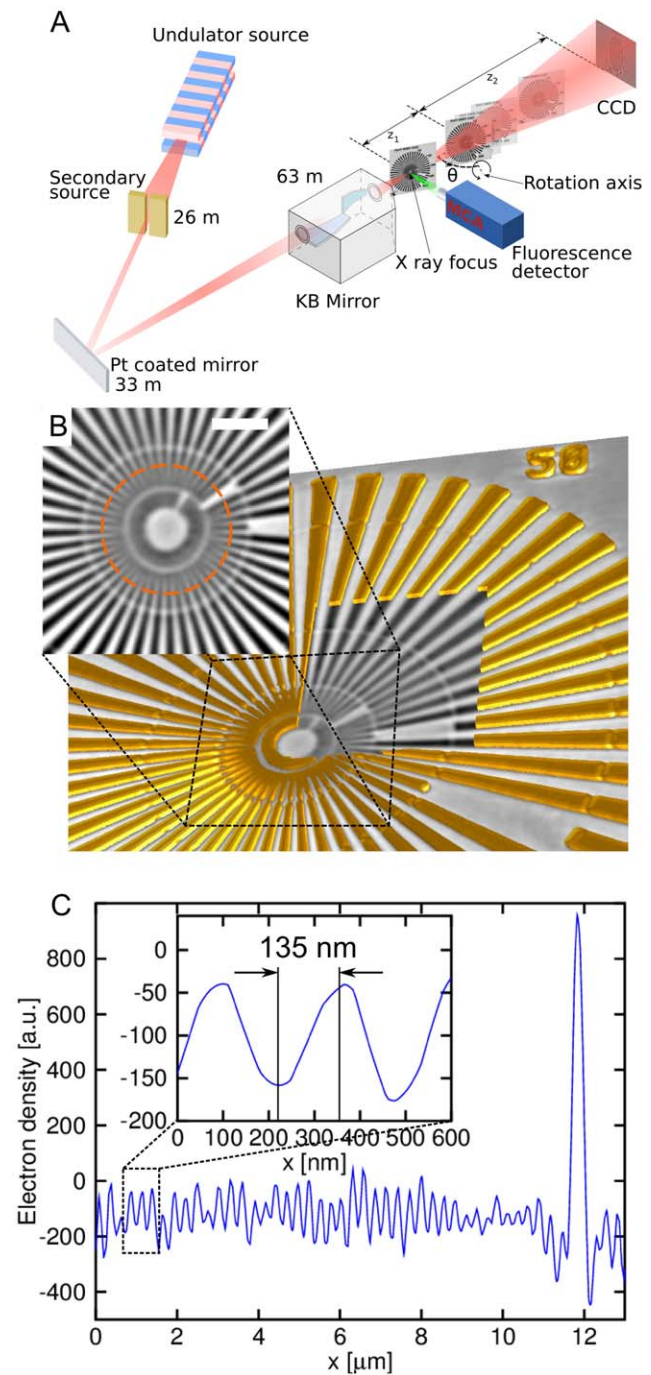 A
Undulator source
Secondary
source
26 m
Pt coated mirror
33 m
63 m
KB Mirror
z₁
z₂
CCD
θ
Rotation axis
MCA
X ray focus
Fluorescence
detector
B
50
C
Electron density [a.u.]
800
600
400
200
0
-200
-400
0
2
4
6
8
10
12
x [μm]
135 nm
0
-50
-100
-150
-200
0 100 200 300 400 500 600
x [nm]